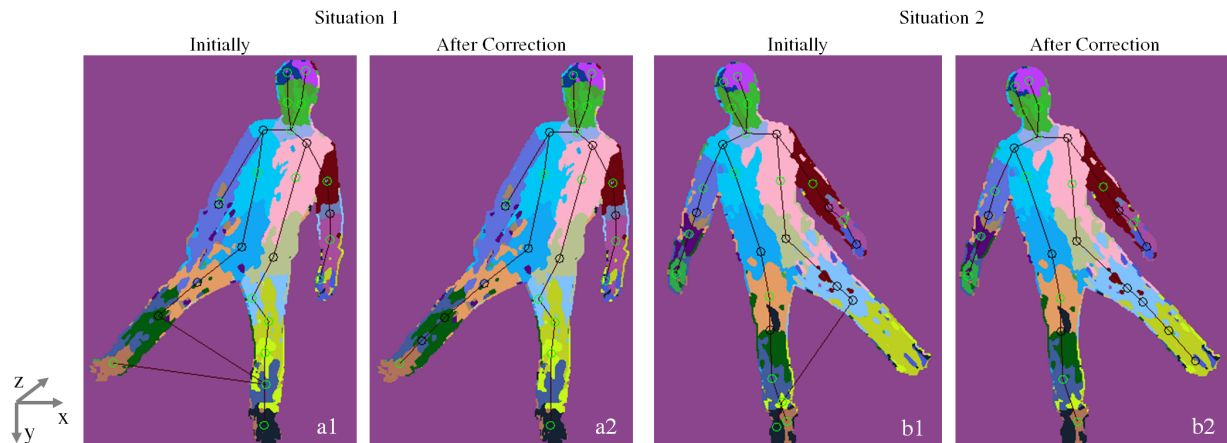 Situation 1
Situation 2
Initially
After Correction
Initially
After Correction
z
x
y
a1
a2
b1
b2